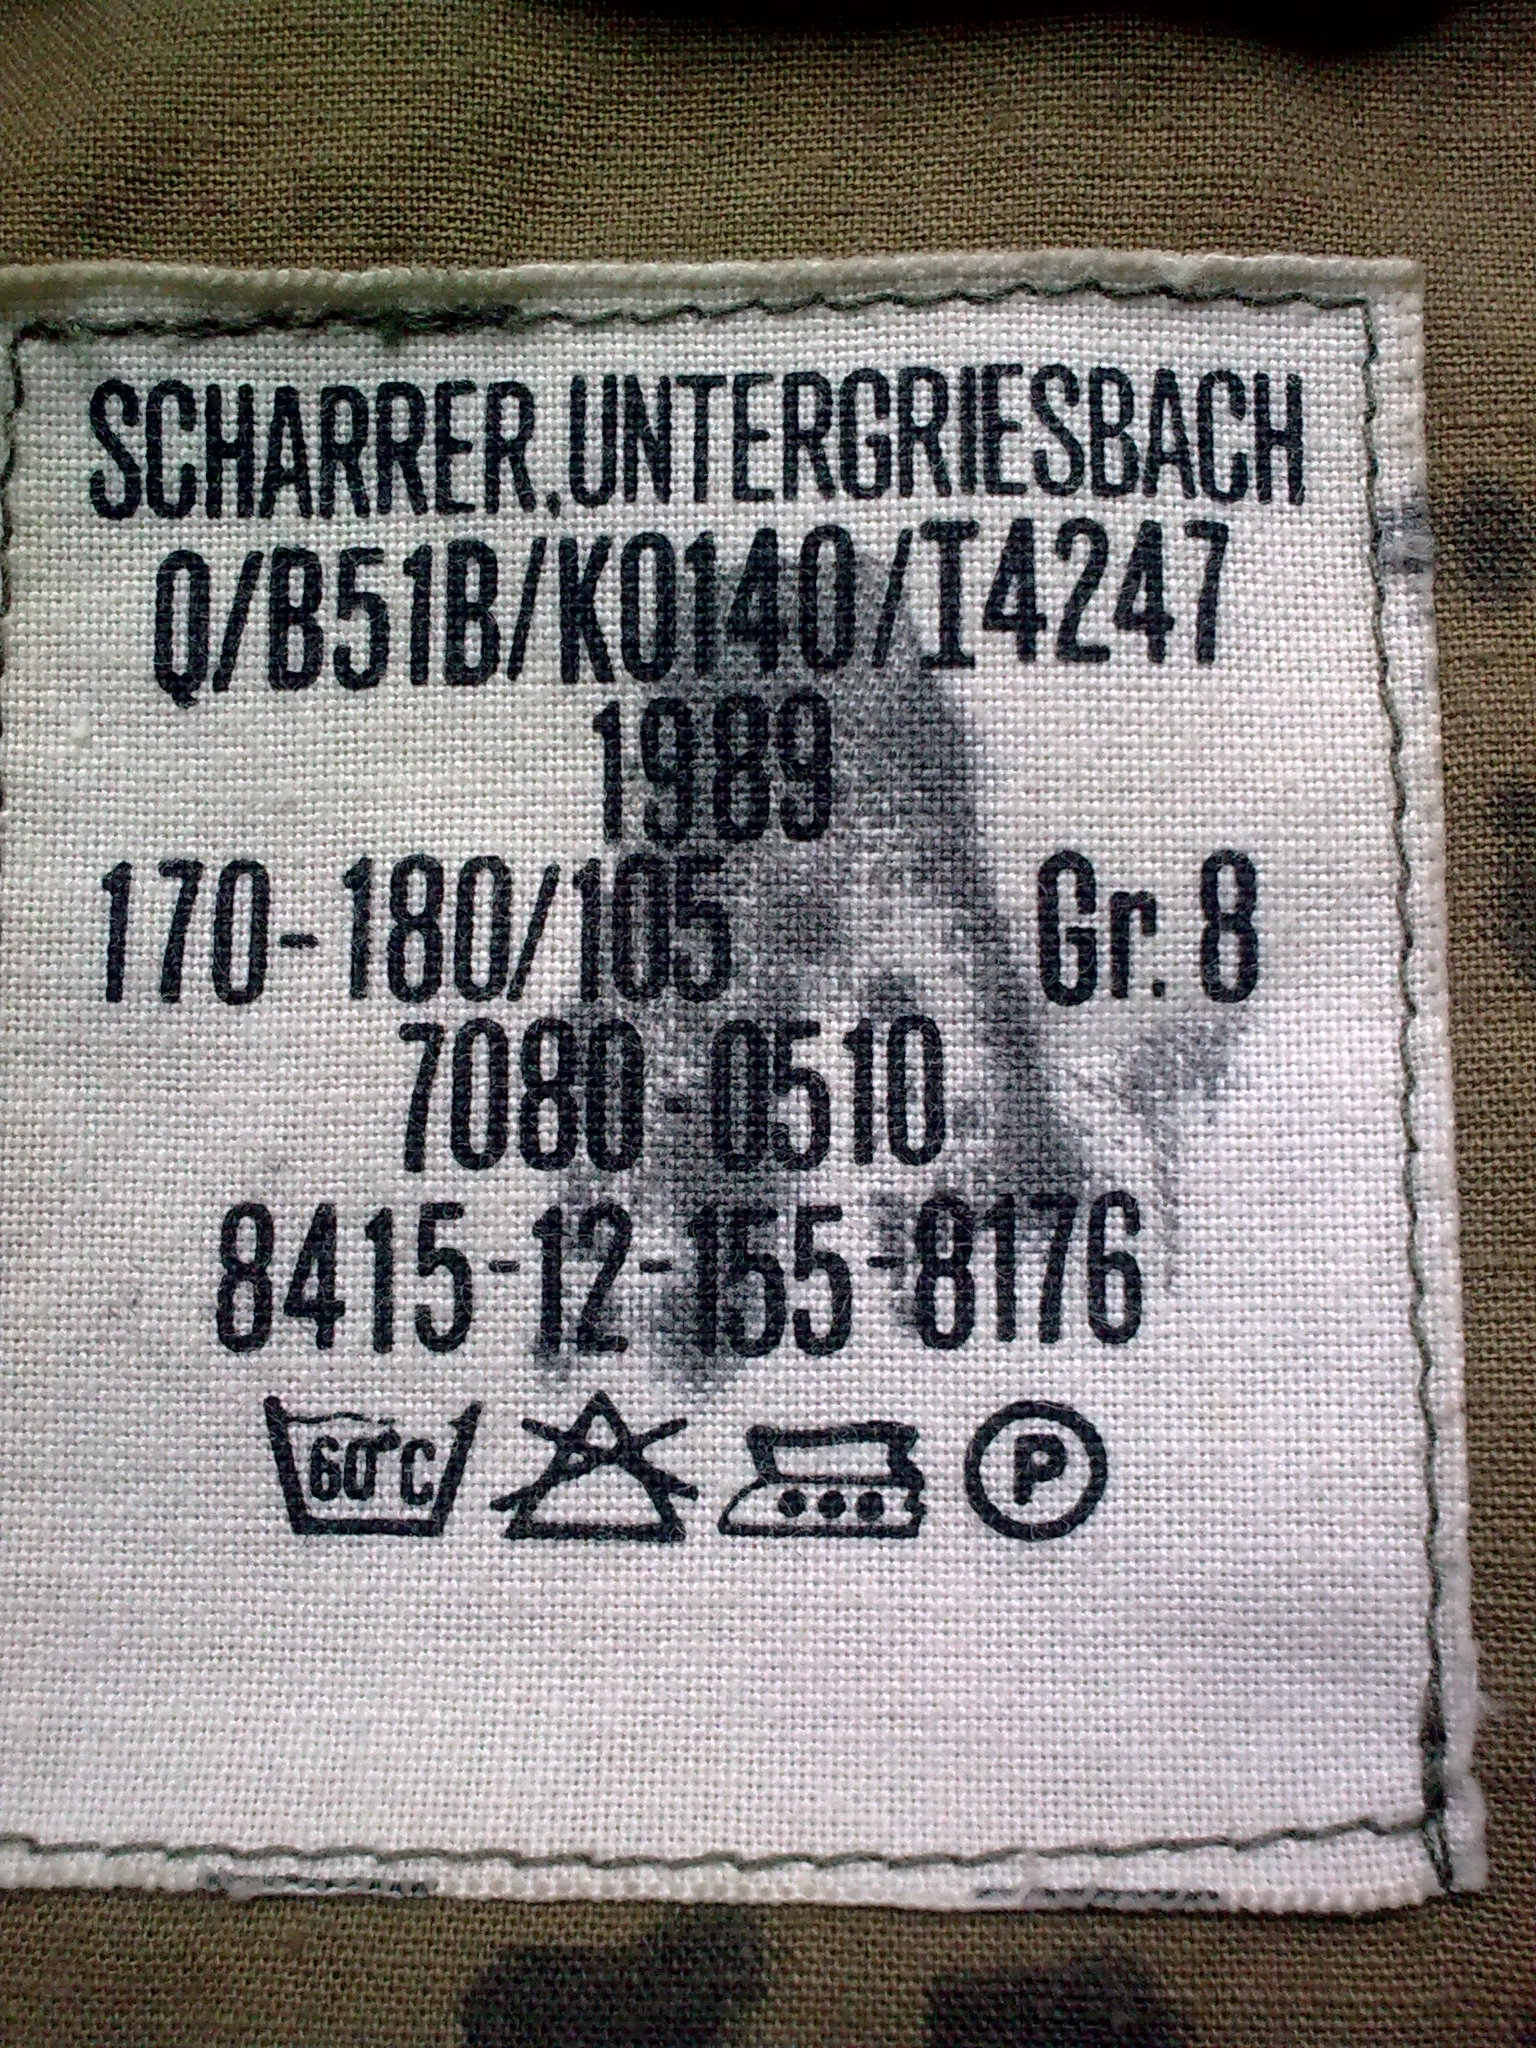 SCHARRER, UNTERGRIESBACH
Q/B51B/K0140/I4247
1989
170-180/105 Gr. 8
7080-0510
8415-12-155-8176
60°C
P